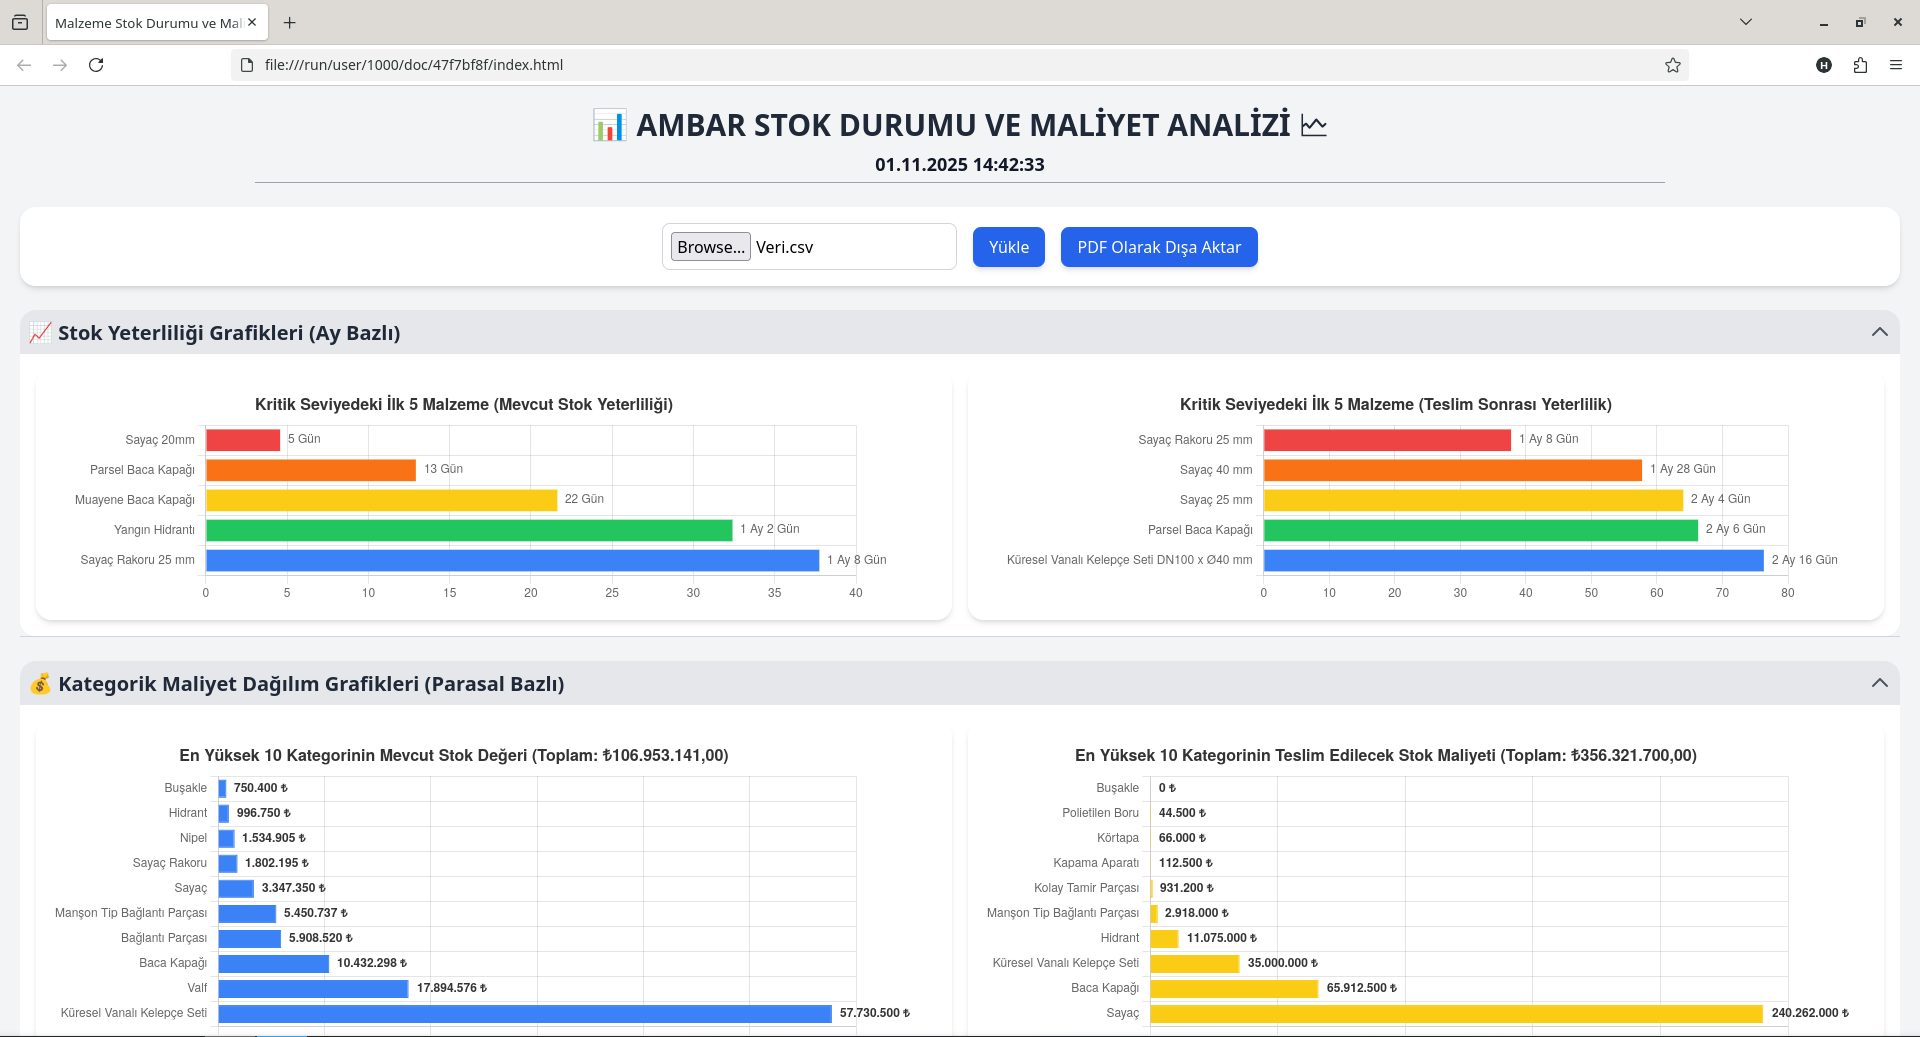 Malzeme Stok Durumu ve Mal
file:///run/user/1000/doc/47f7bf8f/index.html
H
📊 AMBAR STOK DURUMU VE MALİYET ANALİZİ
01.11.2025 14:42:33
Browse... Veri.csv
Yükle
PDF Olarak Dışa Aktar
📈 Stok Yeterliliği Grafikleri (Ay Bazlı)
Kritik Seviyedeki İlk 5 Malzeme (Mevcut Stok Yeterliliği)
Sayaç 20mm 5 Gün
Parsel Baca Kapağı 13 Gün
Muayene Baca Kapağı 22 Gün
Yangın Hidrantı 1 Ay 2 Gün
Sayaç Rakoru 25 mm 1 Ay 8 Gün
0 5 10 15 20 25 30 35 40
Kritik Seviyedeki İlk 5 Malzeme (Teslim Sonrası Yeterlilik)
Sayaç Rakoru 25 mm 1 Ay 8 Gün
Sayaç 40 mm 1 Ay 28 Gün
Sayaç 25 mm 2 Ay 4 Gün
Parsel Baca Kapağı 2 Ay 6 Gün
Küresel Vanalı Kelepçe Seti DN100 x Ø40 mm 2 Ay 16 Gün
0 10 20 30 40 50 60 70 80
💰 Kategorik Maliyet Dağılım Grafikleri (Parasal Bazlı)
En Yüksek 10 Kategorinin Mevcut Stok Değeri (Toplam: ₺106.953.141,00)
Buşakle 750.400 ₺
Hidrant 996.750 ₺
Nipel 1.534.905 ₺
Sayaç Rakoru 1.802.195 ₺
Sayaç 3.347.350 ₺
Manşon Tip Bağlantı Parçası 5.450.737 ₺
Bağlantı Parçası 5.908.520 ₺
Baca Kapağı 10.432.298 ₺
Valf 17.894.576 ₺
Küresel Vanalı Kelepçe Seti 57.730.500 ₺
En Yüksek 10 Kategorinin Teslim Edilecek Stok Maliyeti (Toplam: ₺356.321.700,00)
Buşakle 0 ₺
Polietilen Boru 44.500 ₺
Körtapa 66.000 ₺
Kapama Aparatı 112.500 ₺
Kolay Tamir Parçası 931.200 ₺
Manşon Tip Bağlantı Parçası 2.918.000 ₺
Hidrant 11.075.000 ₺
Küresel Vanalı Kelepçe Seti 35.000.000 ₺
Baca Kapağı 65.912.500 ₺
Sayaç 240.262.000 ₺